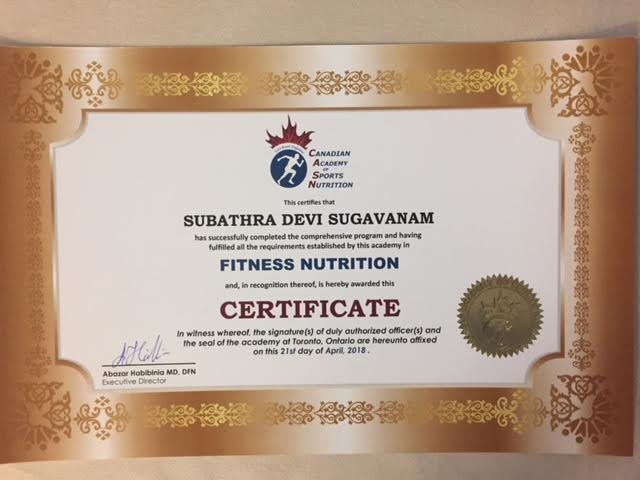 CANADIAN
ACADEMY
OF
SPORTS
NUTRITION
This certifies that
SUBATHRA DEVI SUGAVANAM
has successfully completed the comprehensive program and having
fulfilled all the requirements established by this academy in
FITNESS NUTRITION
and, in recognition thereof, is hereby awarded this
CERTIFICATE
In witness whereof, the signature(s) of duly authorized officer(s) and
the seal of the academy at Toronto, Ontario are hereunto affixed
on this 21st day of April, 2018 .
Abazar Habibinia MD, DFN
Executive Director